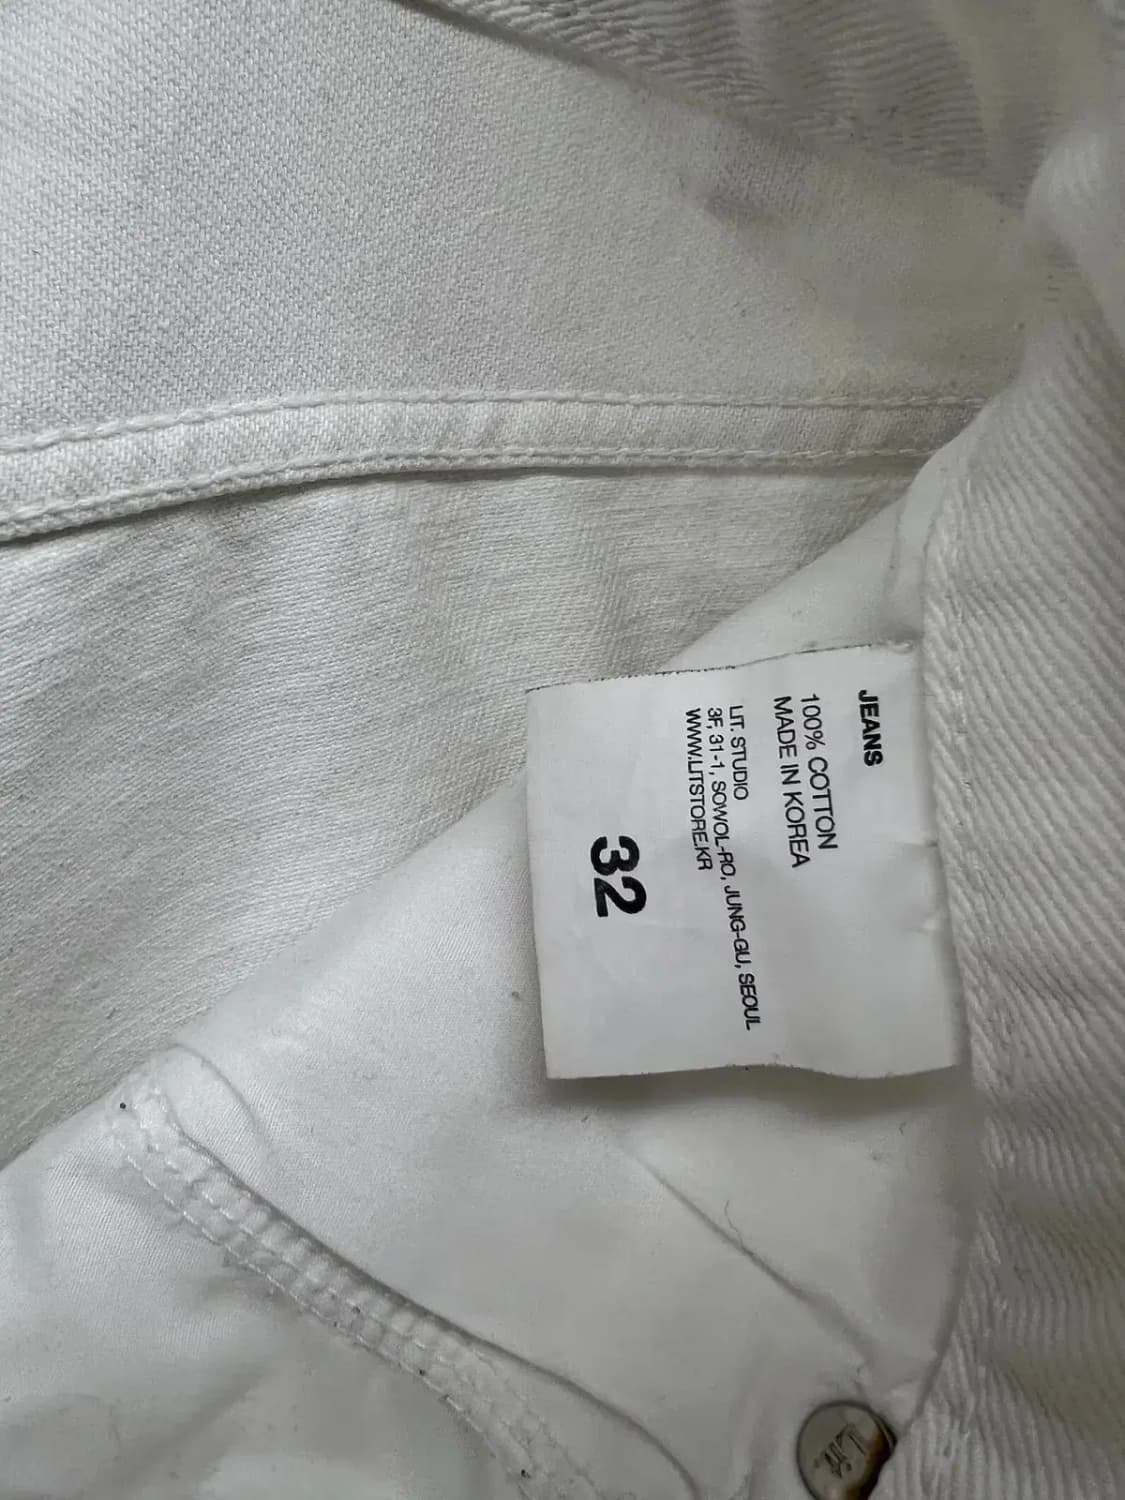 JEANS
100% COTTON
MADE IN KOREA
LIT. STUDIO
3F, 31-1, SOWOL-RO, JUNG-GU, SEOUL
WWW.LITSTORE.KR
32
Lit.